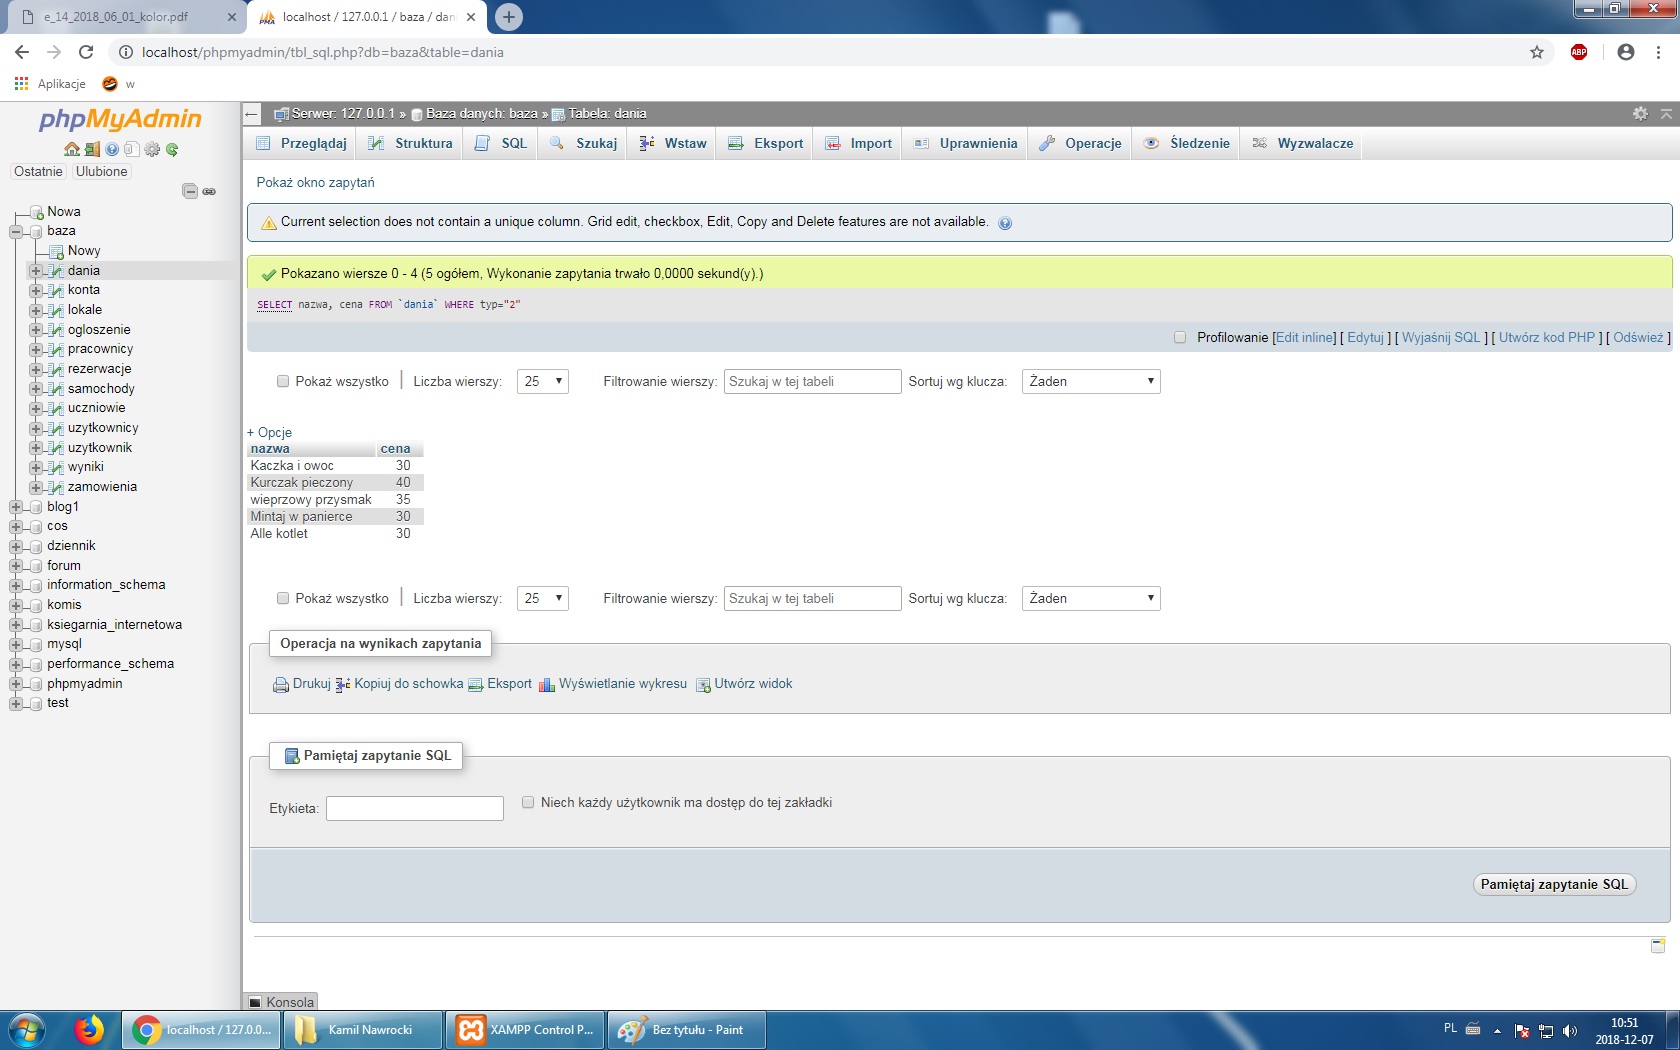 e_14_2018_06_01_kolor.pdf
localhost / 127.0.0.1 / baza / dan
localhost/phpmyadmin/tbl_sql.php?db=baza&table=dania
ABP
Aplikacje w
phpMyAdmin
Ostatnie Ulubione
Nowa
baza
Nowy
dania
konta
lokale
ogloszenie
pracownicy
rezerwacje
samochody
uczniowie
uzytkownicy
uzytkownik
wyniki
zamowienia
blog1
cos
dziennik
forum
information_schema
komis
ksiegarnia_internetowa
mysql
performance_schema
phpmyadmin
test
Serwer: 127.0.0.1 » Baza danych: baza » Tabela: dania
Przeglądaj Struktura SQL Szukaj Wstaw Eksport Import Uprawnienia Operacje Śledzenie Wyzwalacze
Pokaż okno zapytań
Current selection does not contain a unique column. Grid edit, checkbox, Edit, Copy and Delete features are not available.
Pokazano wiersze 0 - 4 (5 ogółem, Wykonanie zapytania trwało 0,0000 sekund(y).)
SELECT nazwa, cena FROM `dania` WHERE typ="2"
Profilowanie [Edit inline] [ Edytuj ] [ Wyjaśnij SQL ] [ Utwórz kod PHP ] [ Odśwież ]
Pokaż wszystko | Liczba wierszy: 25 Filtrowanie wierszy: Szukaj w tej tabeli Sortuj wg klucza: Żaden
+ Opcje
nazwa cena
Kaczka i owoc 30
Kurczak pieczony 40
wieprzowy przysmak 35
Mintaj w panierce 30
Alle kotlet 30
Pokaż wszystko | Liczba wierszy: 25 Filtrowanie wierszy: Szukaj w tej tabeli Sortuj wg klucza: Żaden
Operacja na wynikach zapytania
Drukuj Kopiuj do schowka Eksport Wyświetlanie wykresu Utwórz widok
Pamiętaj zapytanie SQL
Etykieta: Niech każdy użytkownik ma dostęp do tej zakładki
Pamiętaj zapytanie SQL
Konsola
localhost / 127.0.0... Kamil Nawrocki XAMPP Control P... Bez tytułu - Paint PL 10:51
2018-12-07